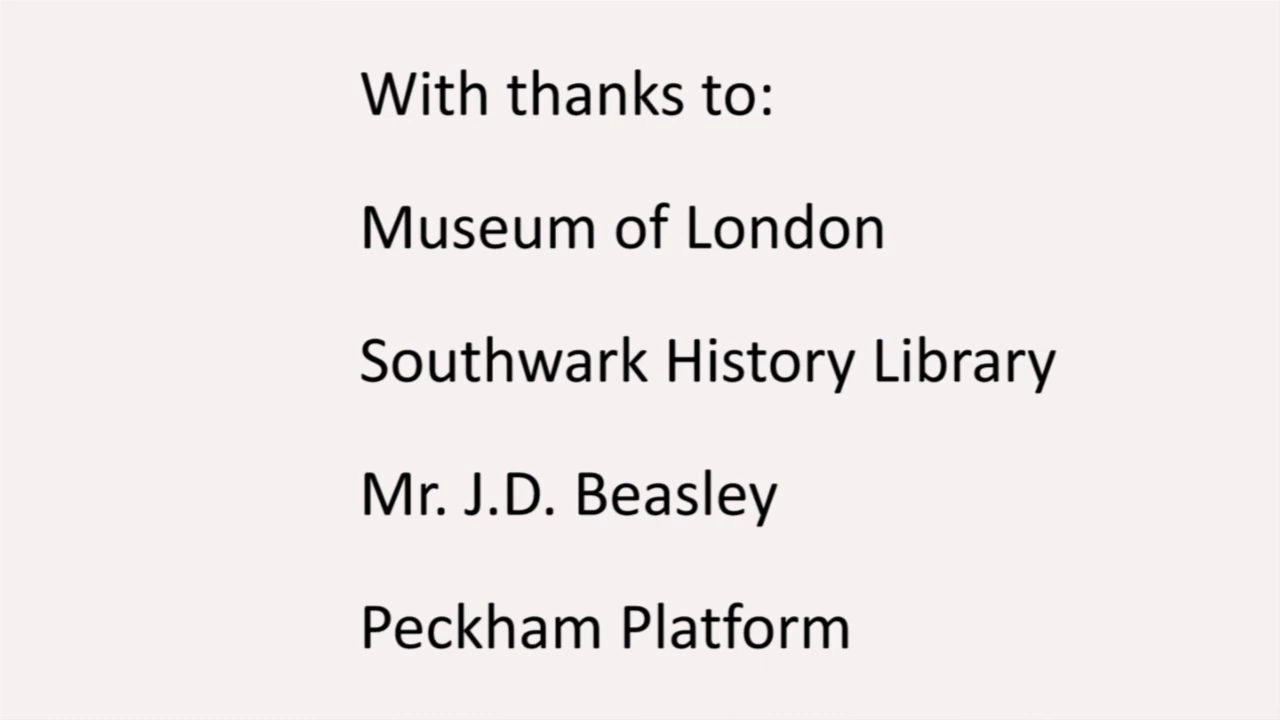 With thanks to:
Museum of London
Southwark History Library
Mr. J.D. Beasley
Peckham Platform